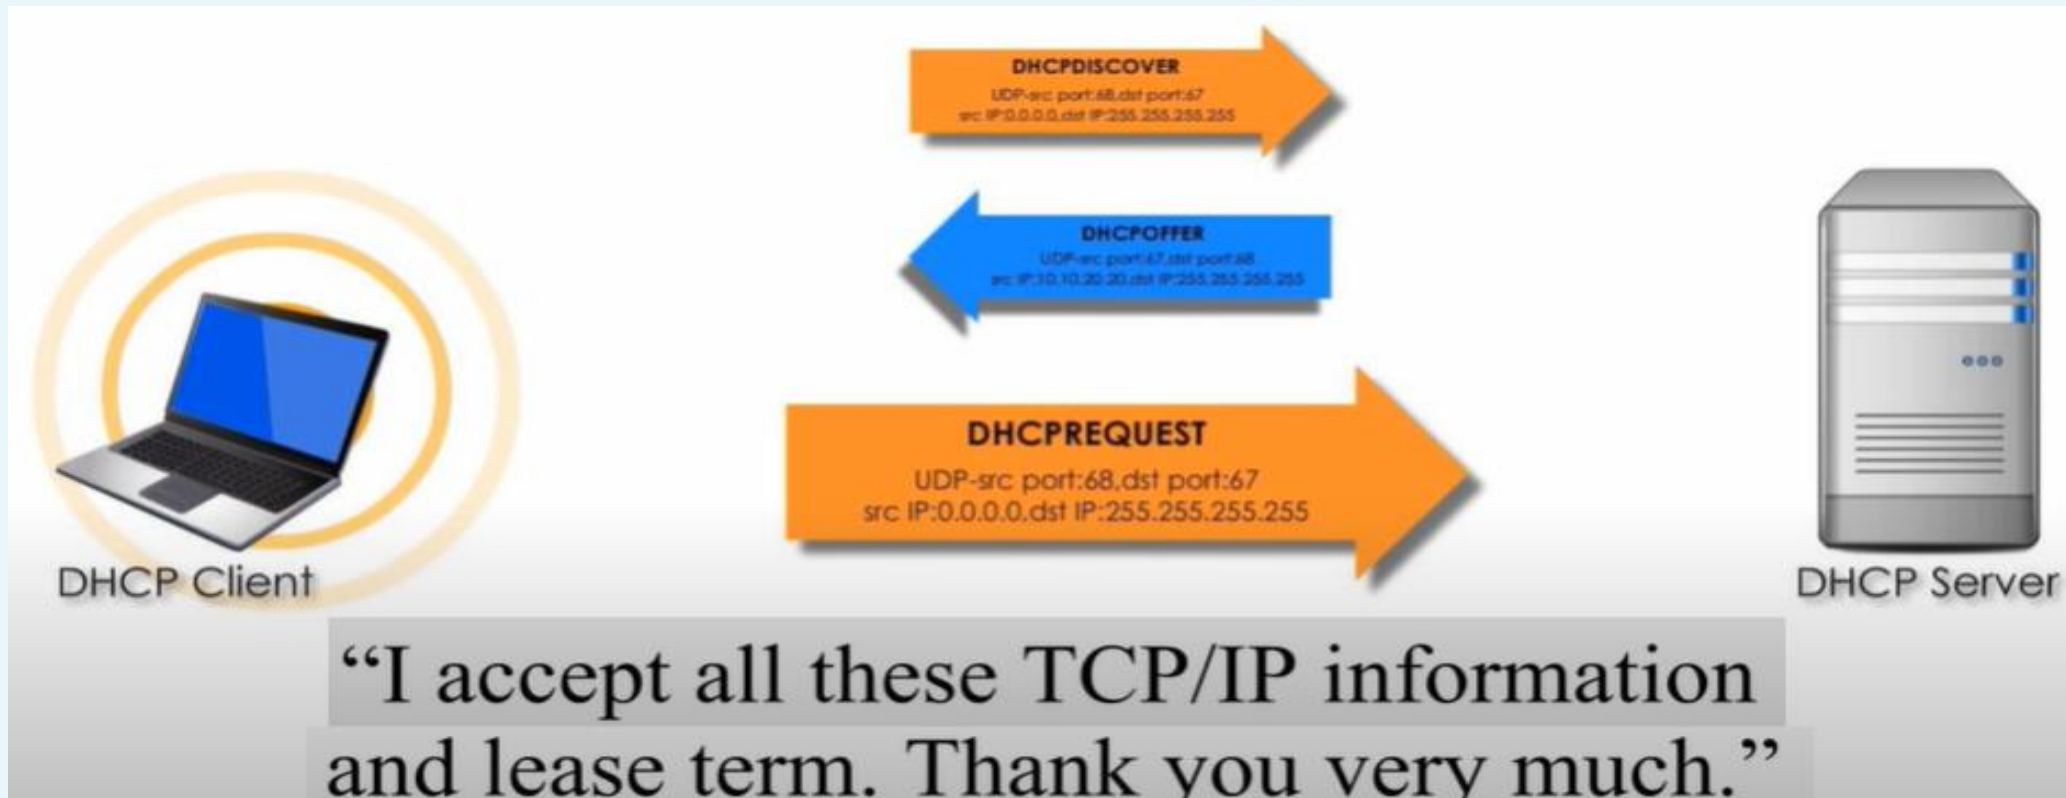 DHCPDISCOVER
UDP-src port:68,dst port:67
src IP:0.0.0.0,dst IP:255.255.255.255
DHCPOFFER
UDP-src port:67,dst port:68
src IP:10.10.20.20,dst IP:255.255.255.255
DHCPREQUEST
UDP-src port:68,dst port:67
src IP:0.0.0.0,dst IP:255.255.255.255
DHCP Client
DHCP Server
“I accept all these TCP/IP information
and lease term. Thank you very much.”